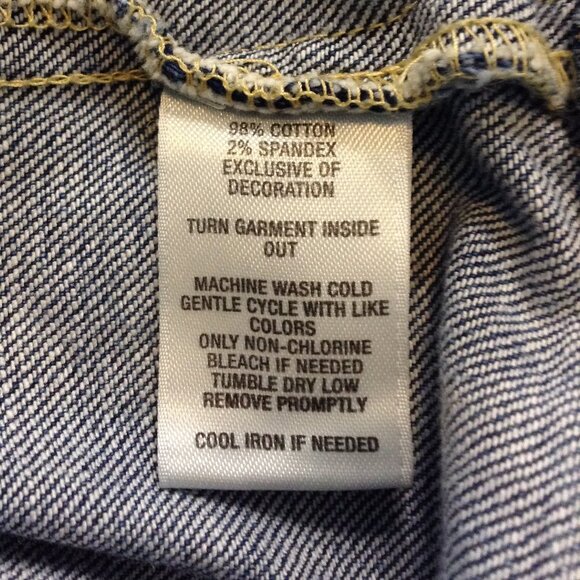 98% COTTON
2% SPANDEX
EXCLUSIVE OF
DECORATION
TURN GARMENT INSIDE
OUT
MACHINE WASH COLD
GENTLE CYCLE WITH LIKE
COLORS
ONLY NON-CHLORINE
BLEACH IF NEEDED
TUMBLE DRY LOW
REMOVE PROMPTLY
COOL IRON IF NEEDED